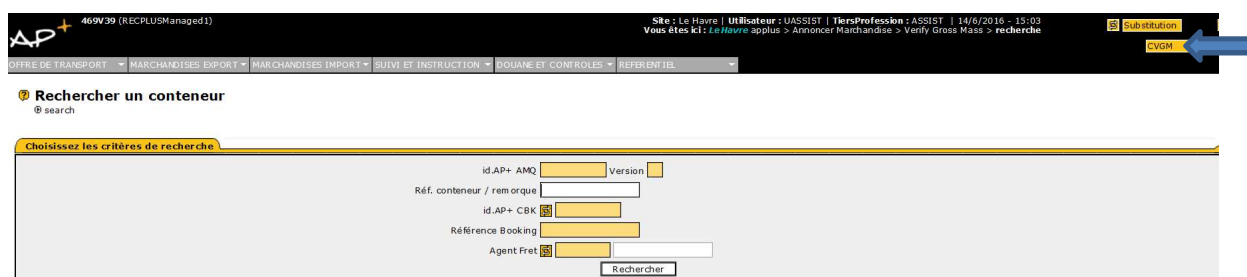 AP+
469V39 (RECPLUSManaged1)
Site : Le Havre | Utilisateur : UASSIST | TiersProfession : ASSIST | 14/6/2016 - 15:03
Vous êtes ici : Le Havre applus > Annoncer Marchandise > Verify Gross Mass > recherche
Substitution
CVGM
OFFRE DE TRANSPORT MARCHANDISES EXPORT MARCHANDISES IMPORT SUIVI ET INSTRUCTION DOUANE ET CONTROLES REFERENTIEL
Rechercher un conteneur
search
Choisissez les critères de recherche
id.AP+ AMQ Version
Réf. conteneur / remorque
id.AP+ CBK
Référence Booking
Agent Fret
Rechercher